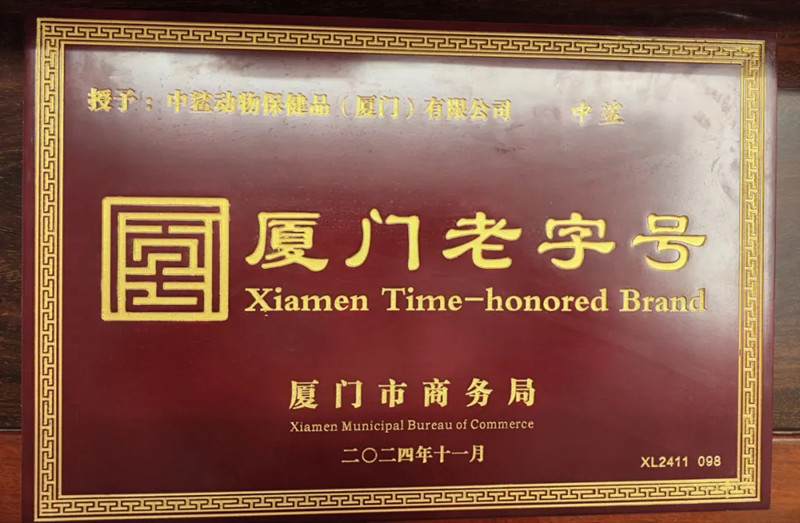 授予：中鲨动物保健品（厦门）有限公司 中鲨
厦门老字号
Xiamen Time-honored Brand
厦门市商务局
Xiamen Municipal Bureau of Commerce
二〇二四年十一月
XL2411 098